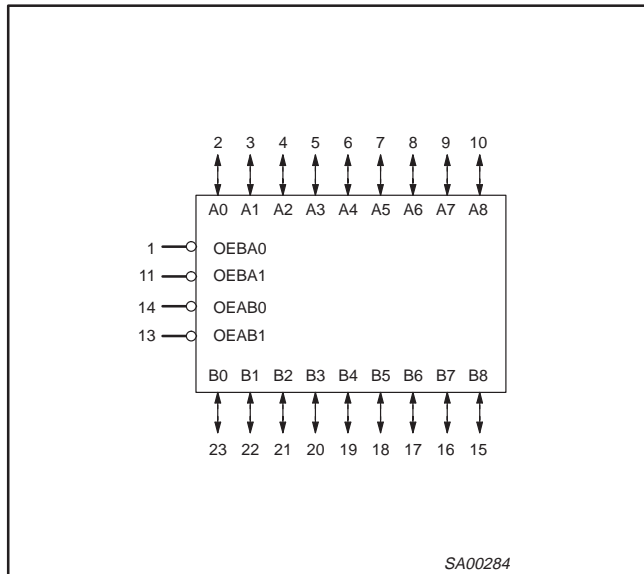 2 3 4 5 6 7 8 9 10
A0 A1 A2 A3 A4 A5 A6 A7 A8
1 OEBA0
11 OEBA1
14 OEAB0
13 OEAB1
B0 B1 B2 B3 B4 B5 B6 B7 B8
23 22 21 20 19 18 17 16 15
SA00284